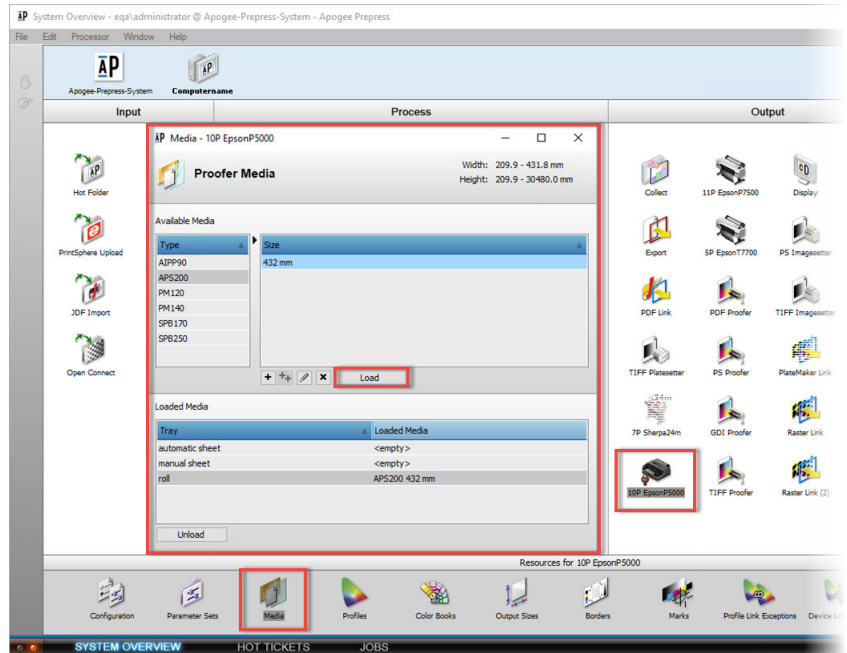 System Overview - eqa\administrator @ Apogee-Prepress-System - Apogee Prepress
File Edit Processor Window Help
Apogee-Prepress-System Computername
Input Process Output
Media - 10P EpsonP5000
Proofer Media
Width: 209.9 - 431.8 mm
Height: 209.9 - 30480.0 mm
Available Media
Type Size
AIPP90 432 mm
APS200
PM120
PM140
SPB170
SPB250
Load
Loaded Media
Tray Loaded Media
automatic sheet <empty>
manual sheet <empty>
roll APS200 432 mm
Unload
Hot Folder
PrintSphere Upload
JDF Import
Open Connect
Collect 11P EpsonP7500 Display
Export 5P EpsonT7700 PS Imagesetter
PDF Link PDF Proofer TIFF Imagesetter
TIFF Platesetter PS Proofer PlateMaker Link
7P Sherpa24m GDI Proofer Raster Link
10P EpsonP5000 TIFF Proofer Raster Link (2)
Resources for 10P EpsonP5000
Configuration Parameter Sets Media Profiles Color Books Output Sizes Borders Marks Profile Link Exceptions Device
SYSTEM OVERVIEW HOT TICKETS JOBS